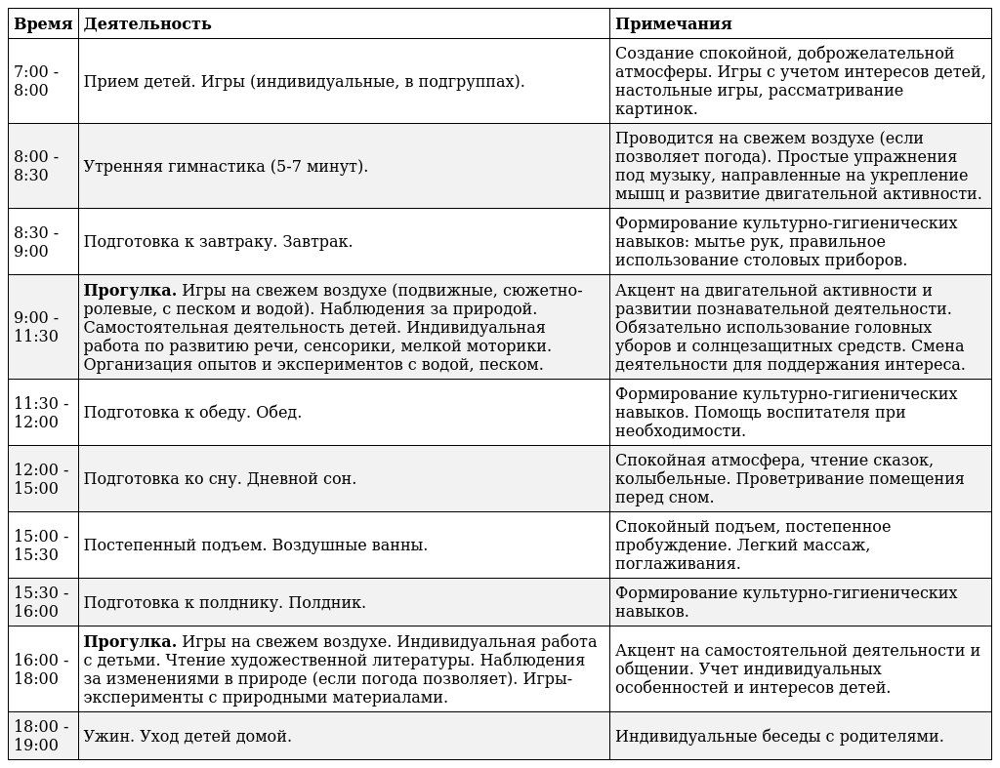 Время Деятельность Примечания
7:00 -
8:00
Прием детей. Игры (индивидуальные, в подгруппах).
Создание спокойной, доброжелательной
атмосферы. Игры с учетом интересов детей,
настольные игры, рассматривание
картинок.
8:00 -
8:30
Утренняя гимнастика (5-7 минут).
Проводится на свежем воздухе (если
позволяет погода). Простые упражнения
под музыку, направленные на укрепление
мышц и развитие двигательной активности.
8:30 -
9:00
Подготовка к завтраку. Завтрак.
Формирование культурно-гигиенических
навыков: мытье рук, правильное
использование столовых приборов.
9:00 -
11:30
Прогулка. Игры на свежем воздухе (подвижные, сюжетно-
ролевые, с песком и водой). Наблюдения за природой.
Самостоятельная деятельность детей. Индивидуальная
работа по развитию речи, сенсорики, мелкой моторики.
Организация опытов и экспериментов с водой, песком.
Акцент на двигательной активности и
развитии познавательной деятельности.
Обязательно использование головных
уборов и солнцезащитных средств. Смена
деятельности для поддержания интереса.
11:30 -
12:00
Подготовка к обеду. Обед.
Формирование культурно-гигиенических
навыков. Помощь воспитателя при
необходимости.
12:00 -
15:00
Подготовка ко сну. Дневной сон.
Спокойная атмосфера, чтение сказок,
колыбельные. Проветривание помещения
перед сном.
15:00 -
15:30
Постепенный подъем. Воздушные ванны.
Спокойный подъем, постепенное
пробуждение. Легкий массаж,
поглаживания.
15:30 -
16:00
Подготовка к полднику. Полдник.
Формирование культурно-гигиенических
навыков.
16:00 -
18:00
Прогулка. Игры на свежем воздухе. Индивидуальная работа
с детьми. Чтение художественной литературы. Наблюдения
за изменениями в природе (если погода позволяет). Игры-
эксперименты с природными материалами.
Акцент на самостоятельной деятельности и
общении. Учет индивидуальных
особенностей и интересов детей.
18:00 -
19:00
Ужин. Уход детей домой.
Индивидуальные беседы с родителями.